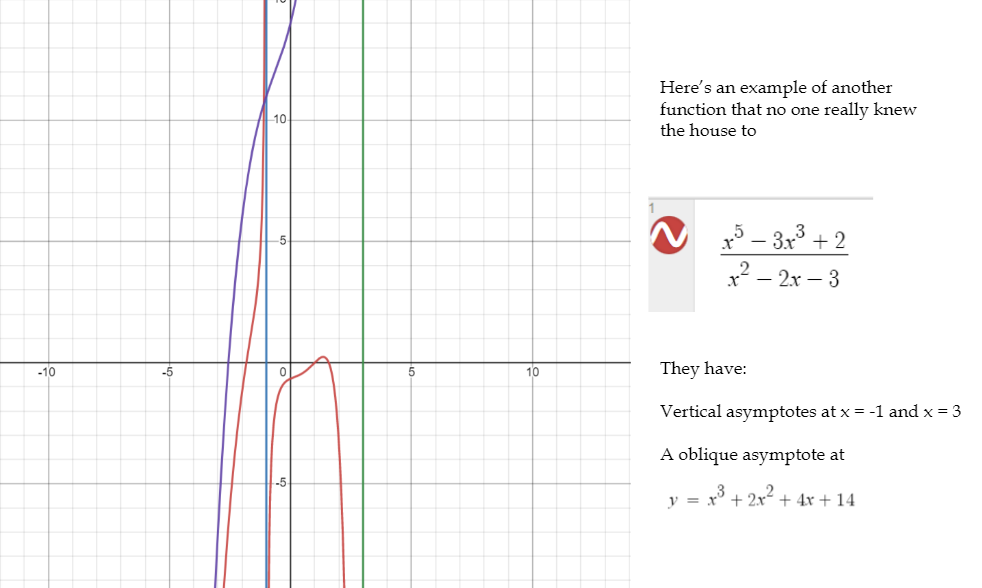 10
10
5
-10
-5
0
5
10
-5
Here's an example of another
function that no one really knew
the house to
1
x^5 − 3x^3 + 2
x^2 − 2x − 3
They have:
Vertical asymptotes at x = -1 and x = 3
A oblique asymptote at
y = x^3 + 2x^2 + 4x + 14